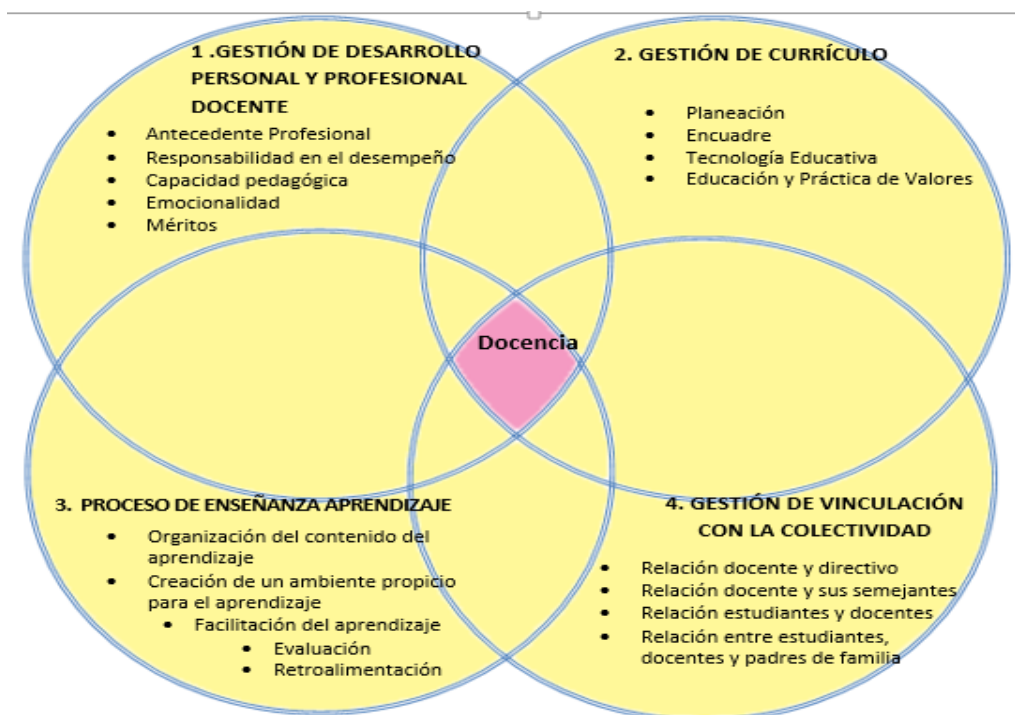 1 .GESTIÓN DE DESARROLLO
PERSONAL Y PROFESIONAL
DOCENTE
• Antecedente Profesional
• Responsabilidad en el desempeño
• Capacidad pedagógica
• Emocionalidad
• Méritos
2. GESTIÓN DE CURRÍCULO
• Planeación
• Encuadre
• Tecnología Educativa
• Educación y Práctica de Valores
Docencia
3. PROCESO DE ENSEÑANZA APRENDIZAJE
• Organización del contenido del
aprendizaje
• Creación de un ambiente propicio
para el aprendizaje
• Facilitación del aprendizaje
• Evaluación
• Retroalimentación
4. GESTIÓN DE VINCULACIÓN
CON LA COLECTIVIDAD
• Relación docente y directivo
• Relación docente y sus semejantes
• Relación estudiantes y docentes
• Relación entre estudiantes,
docentes y padres de familia